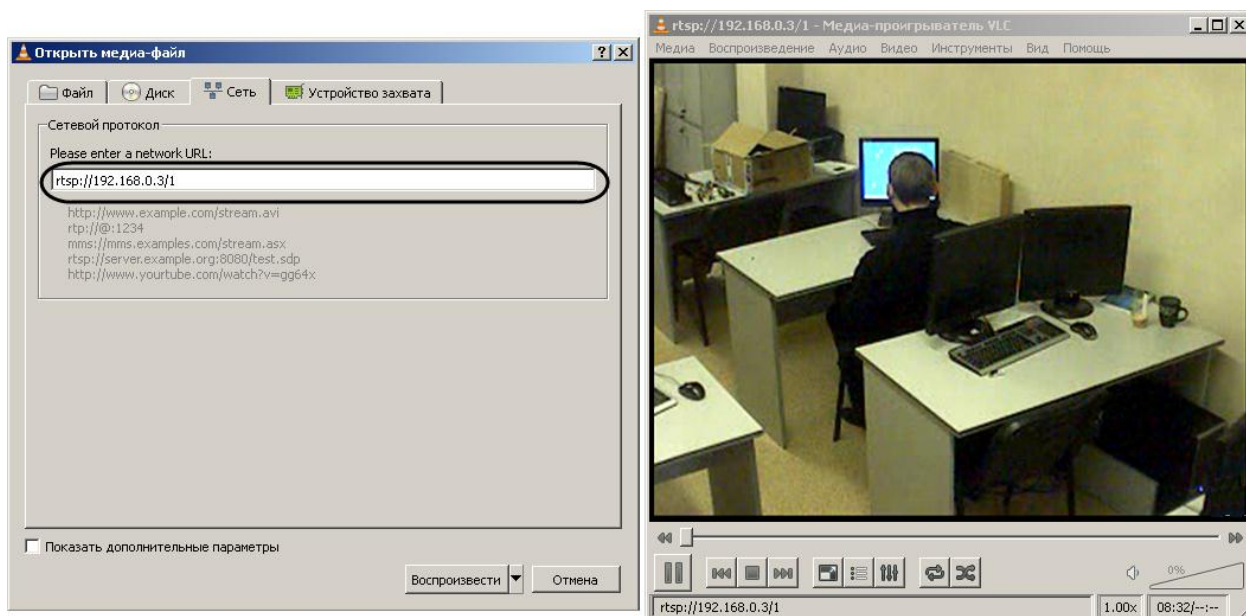 Открыть медиа-файл
Файл
Диск
Сеть
Устройство захвата
Сетевой протокол
Please enter a network URL:
rtsp://192.168.0.3/1
http://www.example.com/stream.avi
rtp://@:1234
mms://mms.examples.com/stream.asx
rtsp://server.example.org:8080/test.sdp
http://www.yourtube.com/watch?v=gg64x
Показать дополнительные параметры
Воспроизвести
Отмена
rtsp://192.168.0.3/1 - Медиа-проигрыватель VLC
Медиа Воспроизведение Аудио Видео Инструменты Вид Помощь
0%
rtsp://192.168.0.3/1
1.00x
08:32/--:--